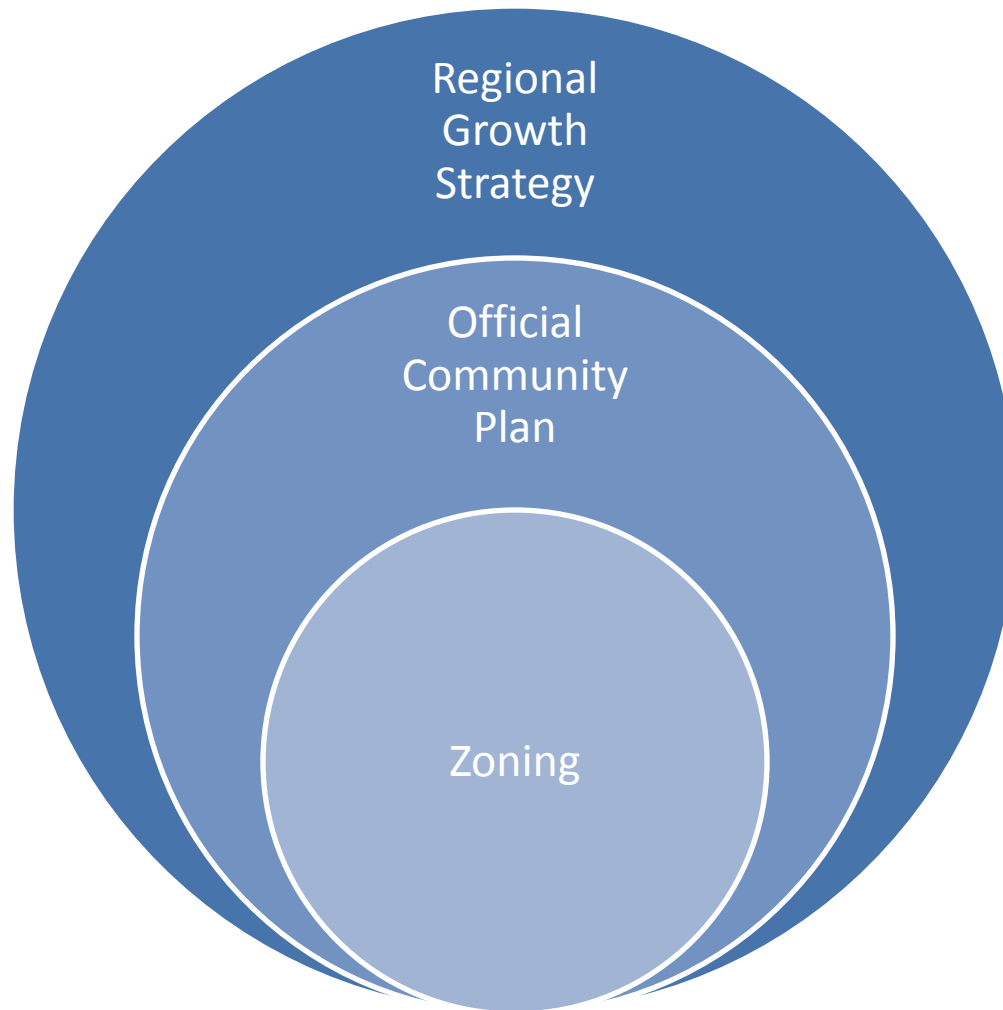 Regional
Growth
Strategy
Official
Community
Plan
Zoning